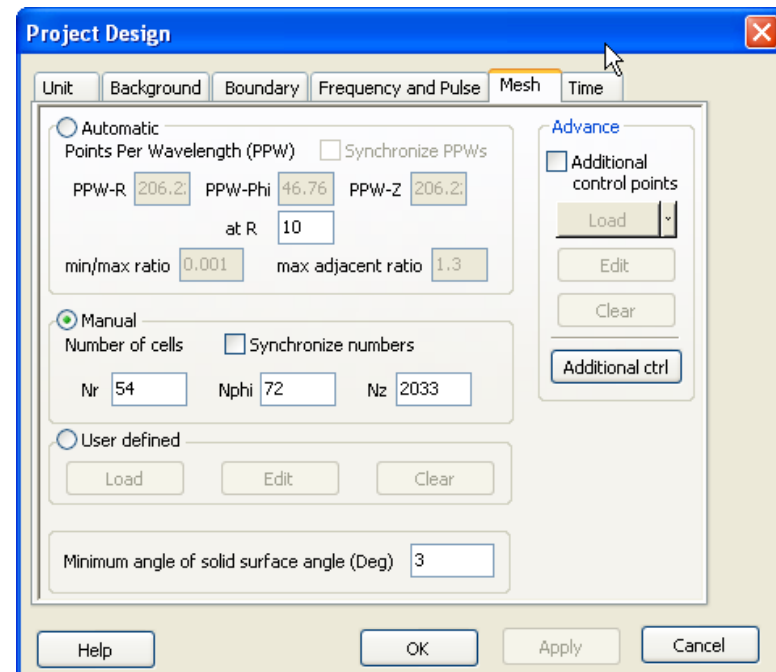 Project Design
Unit Background Boundary Frequency and Pulse Mesh Time
Automatic
Points Per Wavelength (PPW) Synchronize PPWs
PPW-R 206.2 PPW-Phi 46.76 PPW-Z 206.2
at R 10
min/max ratio 0.001 max adjacent ratio 1.3
Manual
Number of cells Synchronize numbers
Nr 54 Nphi 72 Nz 2033
User defined
Load Edit Clear
Minimum angle of solid surface angle (Deg) 3
Advance
Additional
control points
Load
Edit
Clear
Additional ctrl
Help OK Apply Cancel